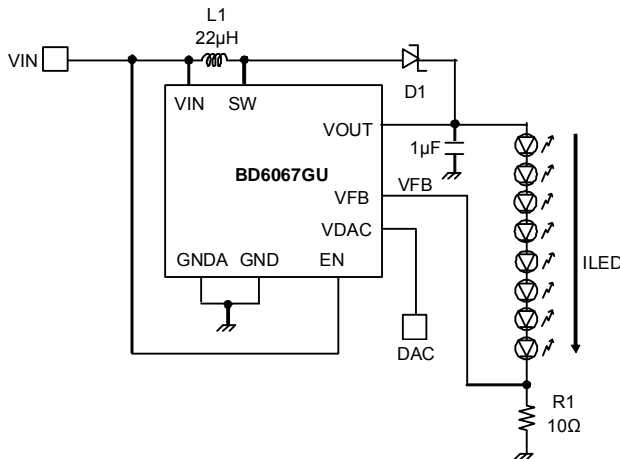 L1
22µH
VIN
D1
VIN
SW
VOUT
1µF
BD6067GU
VFB
VFB
VDAC
GNDA
GND
EN
ILED
DAC
R1
10Ω